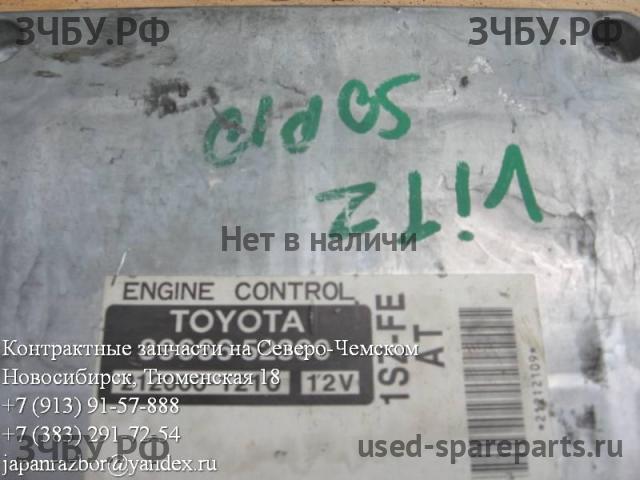 ЗЧБУ.РФ ЗЧБУ.РФ
VITZ
Нет в наличии
ENGINE CONTROL
TOYOTA
12V
1SZ-FE
AT
*21212109*
Контрактные запчасти на Северо-Чемском
Новосибирск, Тюменская 18
+7 (913) 91-57-888
+7 (383) 291-72-54
japanrazbor@yandex.ru
ЗЧБУ.РФ
used-spareparts.ru